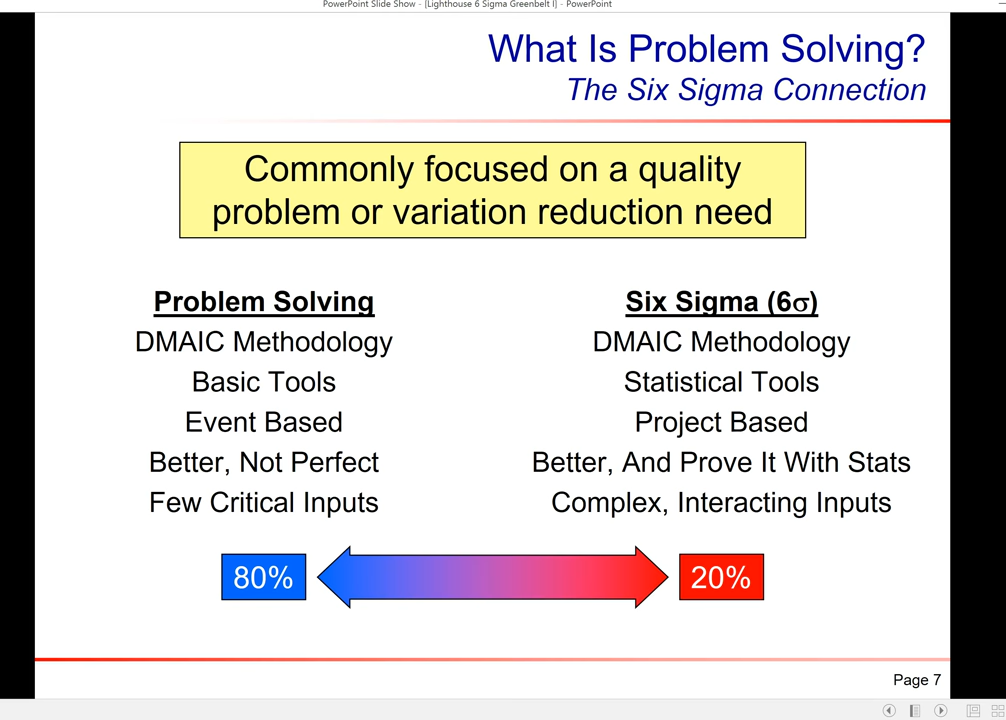 PowerPoint Slide Show - [Lighthouse 6 Sigma Greenbelt I] - PowerPoint
What Is Problem Solving?
The Six Sigma Connection
Commonly focused on a quality
problem or variation reduction need
Problem Solving
DMAIC Methodology
Basic Tools
Event Based
Better, Not Perfect
Few Critical Inputs
Six Sigma (6σ)
DMAIC Methodology
Statistical Tools
Project Based
Better, And Prove It With Stats
Complex, Interacting Inputs
80%
20%
Page 7